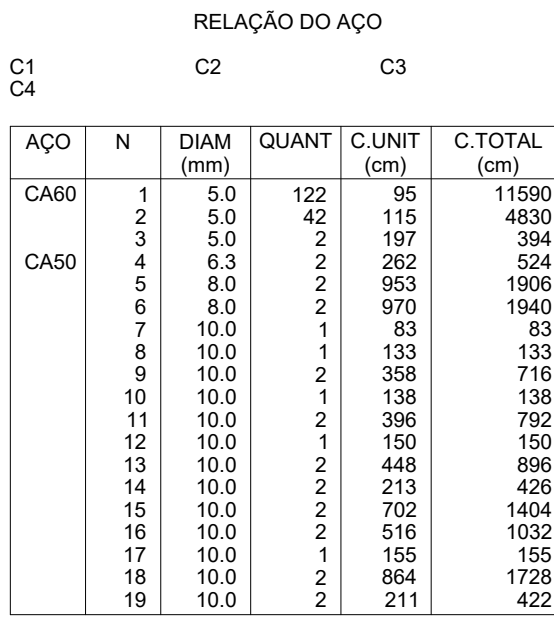 RELAÇÃO DO AÇO
C1 C2 C3
C4
AÇO N DIAM QUANT C.UNIT C.TOTAL
(mm) (cm) (cm)
CA60 1 5.0 122 95 11590
2 5.0 42 115 4830
3 5.0 2 197 394
CA50 4 6.3 2 262 524
5 8.0 2 953 1906
6 8.0 2 970 1940
7 10.0 1 83 83
8 10.0 1 133 133
9 10.0 2 358 716
10 10.0 1 138 138
11 10.0 2 396 792
12 10.0 1 150 150
13 10.0 2 448 896
14 10.0 2 213 426
15 10.0 2 702 1404
16 10.0 2 516 1032
17 10.0 1 155 155
18 10.0 2 864 1728
19 10.0 2 211 422